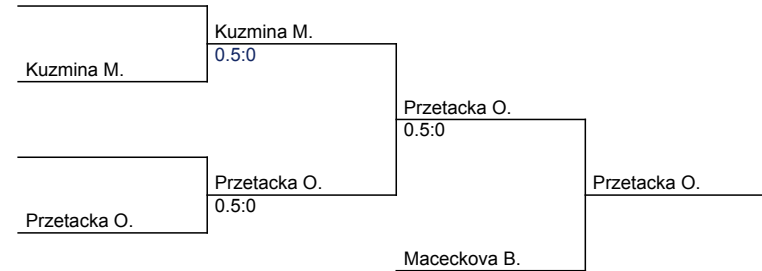 Kuzmina M.
0.5:0
Kuzmina M.
Przetacka O.
0.5:0
Przetacka O.
0.5:0
Przetacka O.
Przetacka O.
Maceckova B.